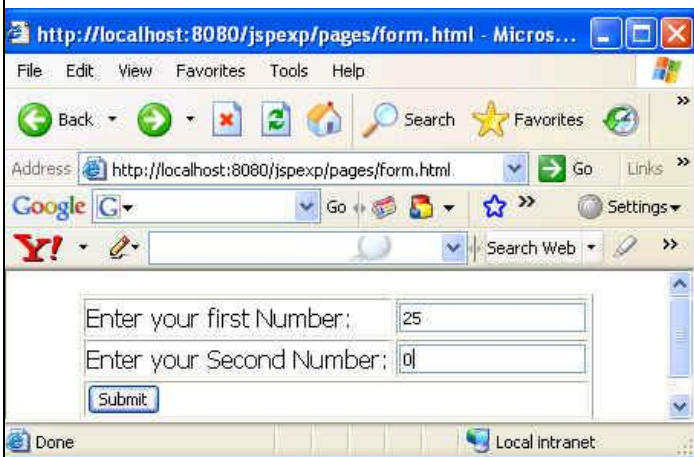 http://localhost:8080/jspexp/pages/form.html - Micros...
File Edit View Favorites Tools Help
Back Search Favorites »
Address http://localhost:8080/jspexp/pages/form.html Go Links »
Google G Go » Settings
Y! Search Web »
Enter your first Number: 25
Enter your Second Number: 0
Submit
Done Local intranet